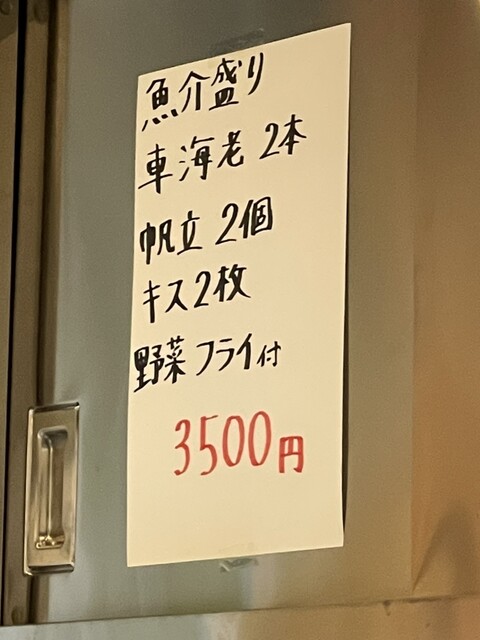 魚介盛り
車海老 2本
帆立 2個
キス2枚
野菜フライ付
3500円